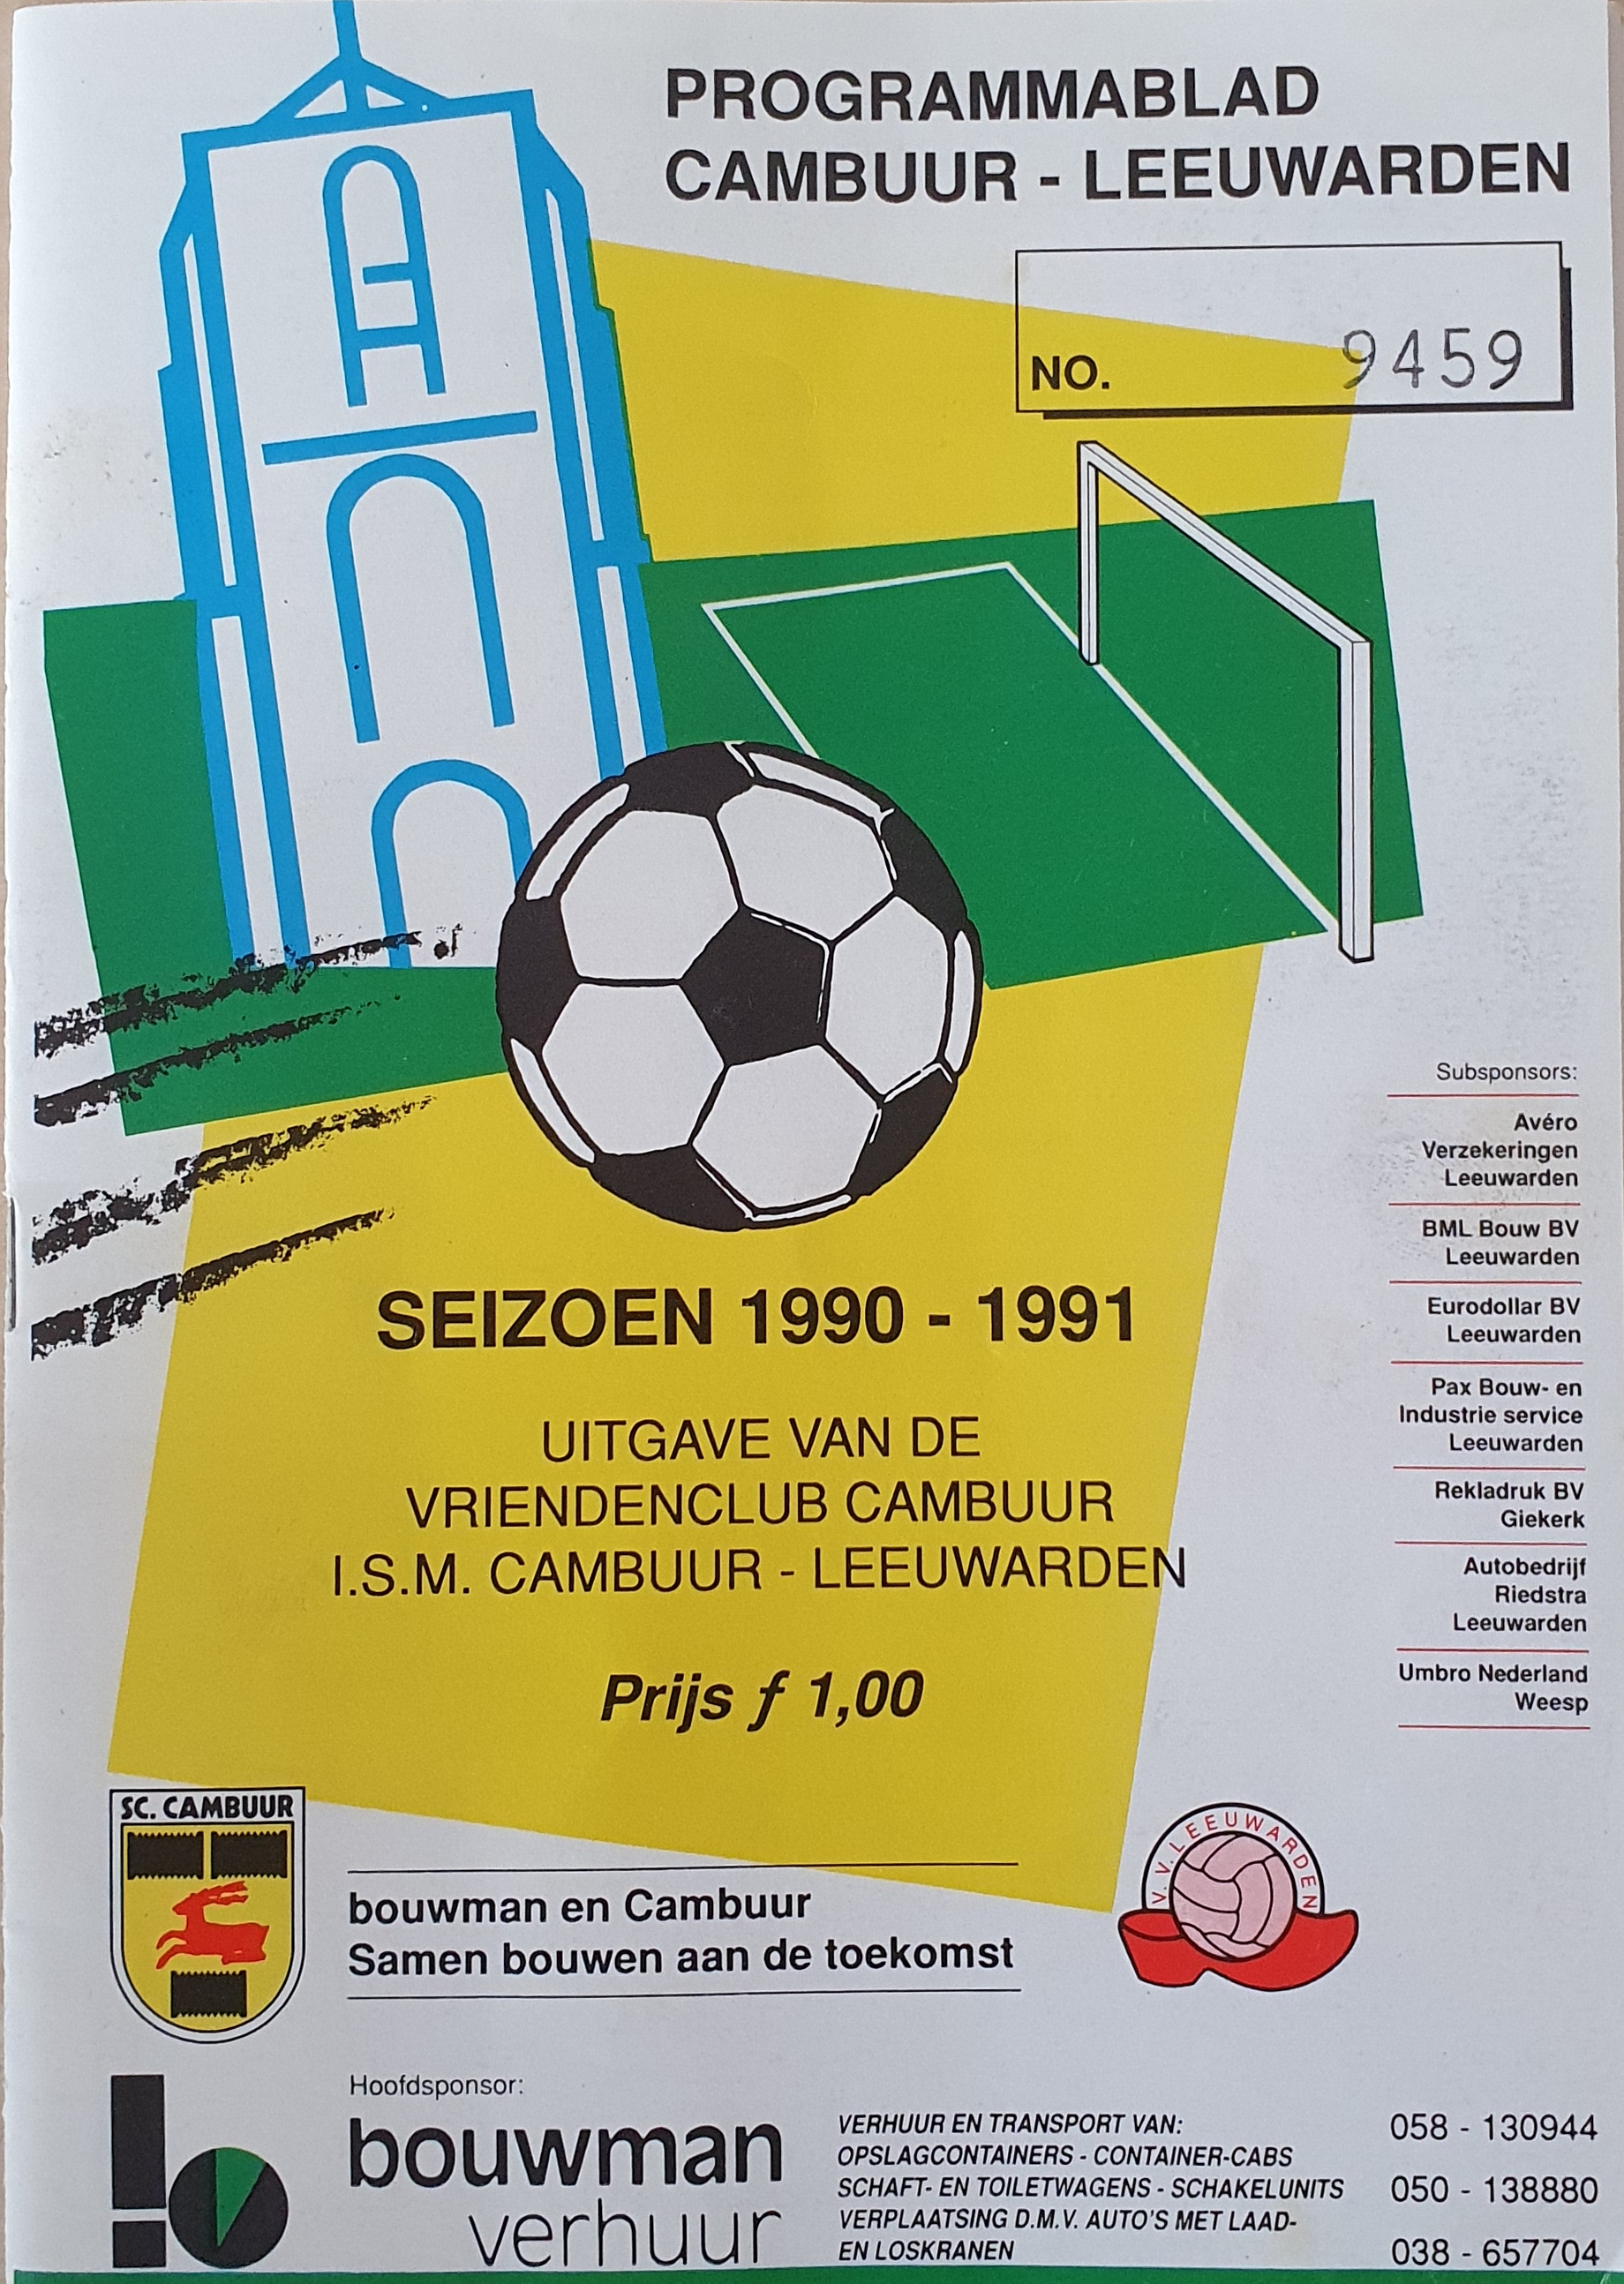 PROGRAMMABLAD
CAMBUUR - LEEUWARDEN
NO. 9459
Subsponsors:
Avéro
Verzekeringen
Leeuwarden
BML Bouw BV
Leeuwarden
Eurodollar BV
Leeuwarden
Pax Bouw- en
Industrie service
Leeuwarden
Rekladruk BV
Giekerk
Autobedrijf
Riedstra
Leeuwarden
Umbro Nederland
Weesp
SEIZOEN 1990 - 1991
UITGAVE VAN DE
VRIENDENCLUB CAMBUUR
I.S.M. CAMBUUR - LEEUWARDEN
Prijs ƒ 1,00
SC. CAMBUUR
bouwman en Cambuur
Samen bouwen aan de toekomst
V.V. LEEUWARDEN
Hoofdsponsor:
bouwman
verhuur
VERHUUR EN TRANSPORT VAN:
OPSLAGCONTAINERS - CONTAINER-CABS
SCHAFT- EN TOILETWAGENS - SCHAKELUNITS
VERPLAATSING D.M.V. AUTO'S MET LAAD-
EN LOSKRANEN
058 - 130944
050 - 138880
038 - 657704